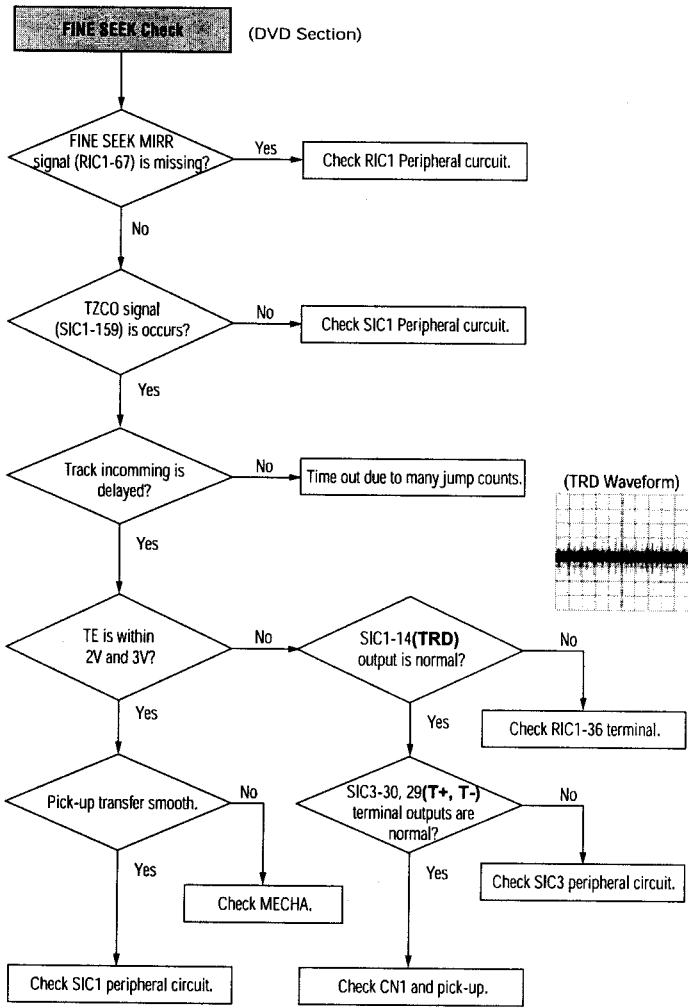 FINE SEEK Check
(DVD Section)
FINE SEEK MIRR
signal (RIC1-67) is missing?
Yes
Check RIC1 Peripheral curcuit.
No
TZCO signal
(SIC1-159) is occurs?
No
Check SIC1 Peripheral curcuit.
Yes
Track incomming is
delayed?
No
Time out due to many jump counts.
(TRD Waveform)
Yes
TE is within
2V and 3V?
No
SIC1-14(TRD)
output is normal?
No
Check RIC1-36 terminal.
Yes
Yes
Pick-up transfer smooth.
No
Check MECHA.
SIC3-30, 29(T+, T-)
terminal outputs are
normal?
No
Check SIC3 peripheral circuit.
Yes
Yes
Check SIC1 peripheral circuit.
Check CN1 and pick-up.